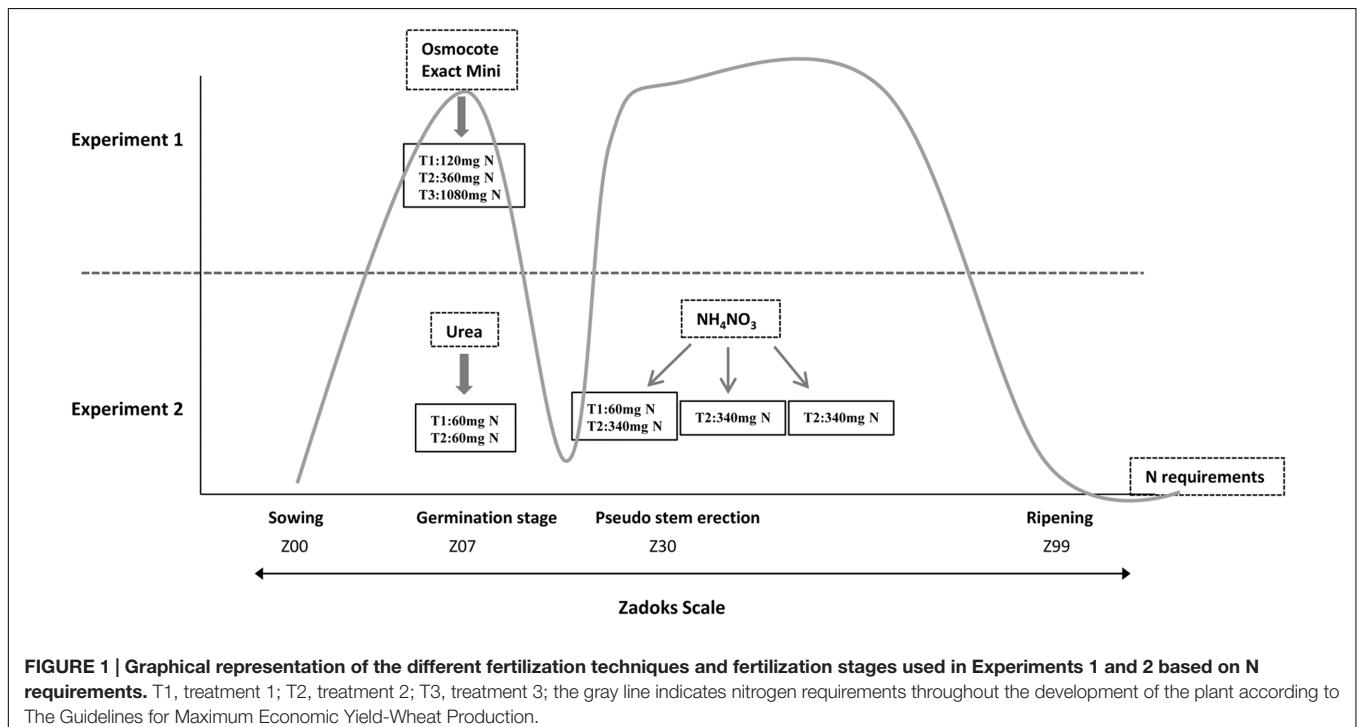 Osmocote
Exact Mini
Experiment 1
T1:120mg N
T2:360mg N
T3:1080mg N
Urea
NH₄NO₃
Experiment 2
T1:60mg N
T2:60mg N
T1:60mg N
T2:340mg N
T2:340mg N
T2:340mg N
N requirements
Sowing
Z00
Germination stage
Z07
Pseudo stem erection
Z30
Ripening
Z99
Zadoks Scale
FIGURE 1 | Graphical representation of the different fertilization techniques and fertilization stages used in Experiments 1 and 2 based on N
requirements. T1, treatment 1; T2, treatment 2; T3, treatment 3; the gray line indicates nitrogen requirements throughout the development of the plant according to
The Guidelines for Maximum Economic Yield-Wheat Production.